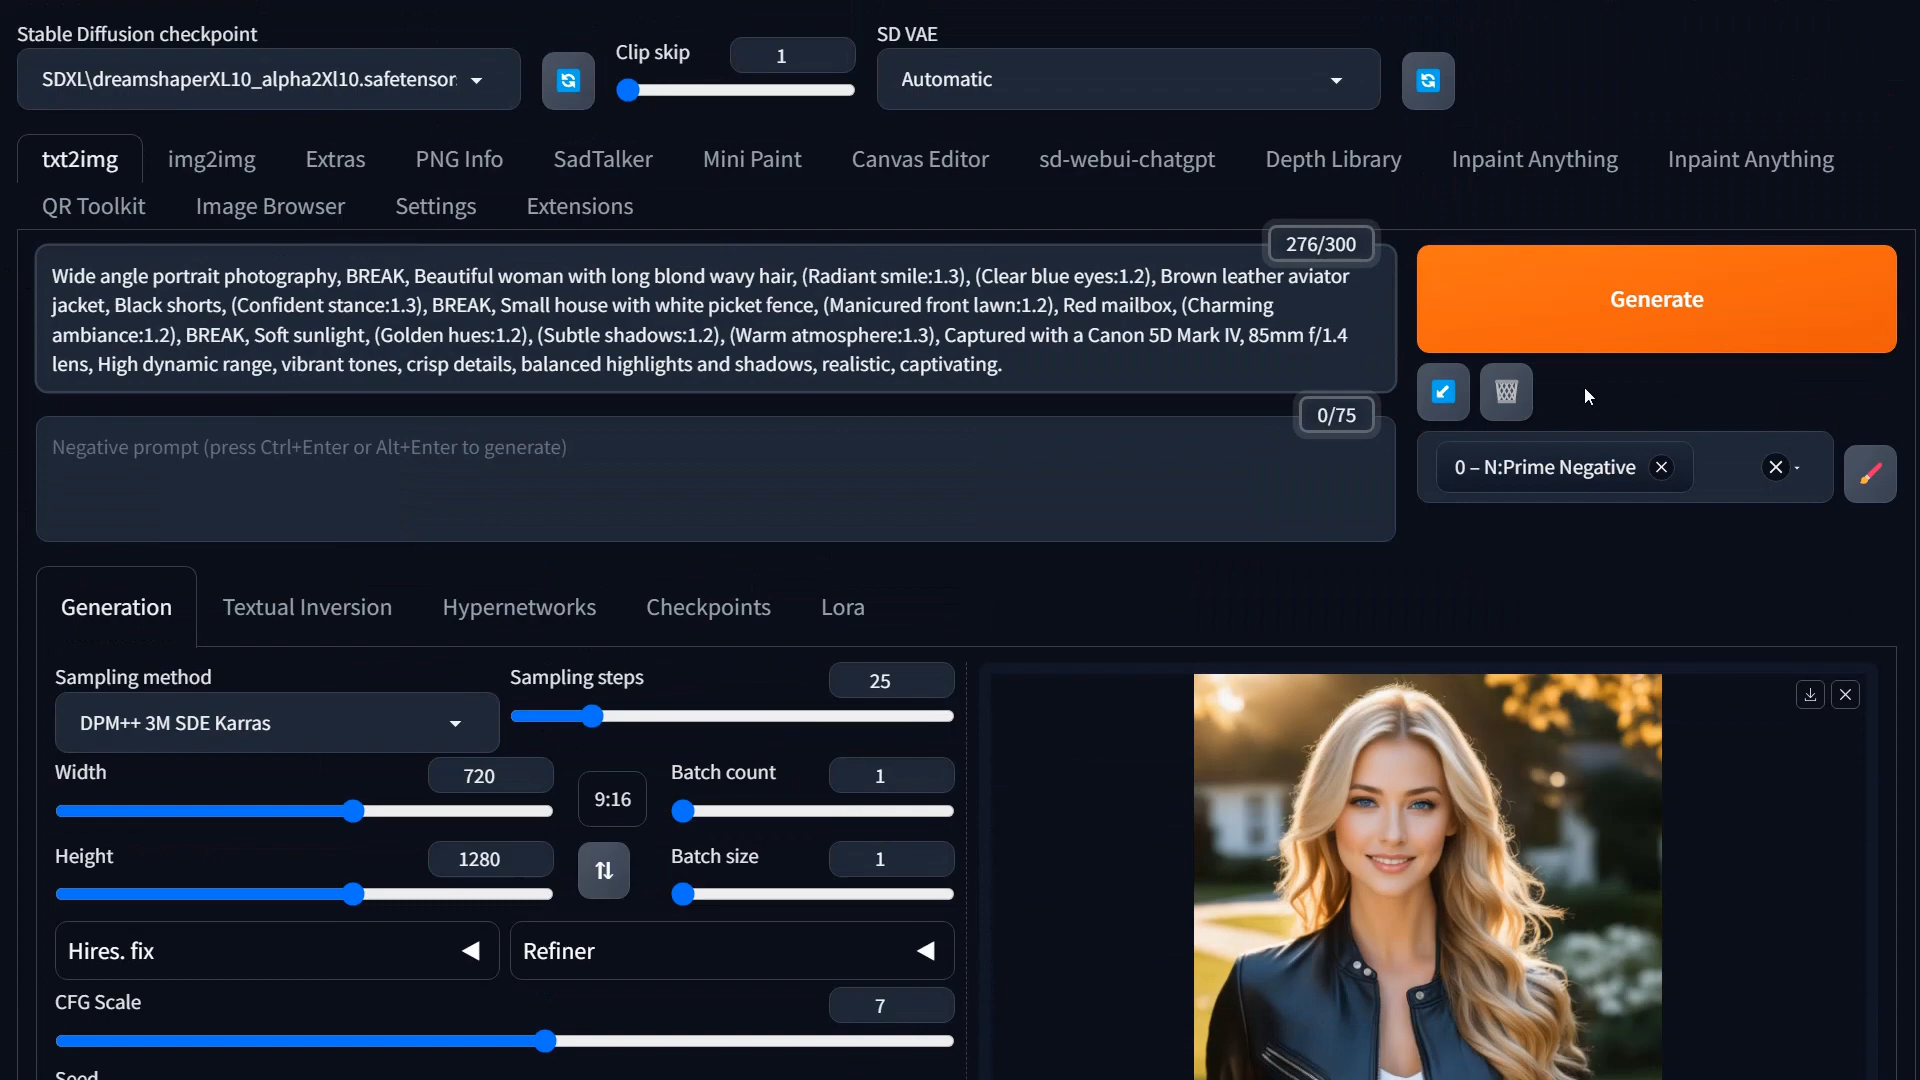 Stable Diffusion checkpoint
SDXL\dreamshaperXL10_alpha2Xl10.safetensor
Clip skip
1
SD VAE
Automatic
txt2img
img2img
Extras
PNG Info
SadTalker
Mini Paint
Canvas Editor
sd-webui-chatgpt
Depth Library
Inpaint Anything
Inpaint Anything
QR Toolkit
Image Browser
Settings
Extensions
276/300
Wide angle portrait photography, BREAK, Beautiful woman with long blond wavy hair, (Radiant smile:1.3), (Clear blue eyes:1.2), Brown leather aviator
jacket, Black shorts, (Confident stance:1.3), BREAK, Small house with white picket fence, (Manicured front lawn:1.2), Red mailbox, (Charming
ambiance:1.2), BREAK, Soft sunlight, (Golden hues:1.2), (Subtle shadows:1.2), (Warm atmosphere:1.3), Captured with a Canon 5D Mark IV, 85mm f/1.4
lens, High dynamic range, vibrant tones, crisp details, balanced highlights and shadows, realistic, captivating.
Generate
0/75
Negative prompt (press Ctrl+Enter or Alt+Enter to generate)
0 – N:Prime Negative
Generation
Textual Inversion
Hypernetworks
Checkpoints
Lora
Sampling method
DPM++ 3M SDE Karras
Sampling steps
25
Width
720
9:16
Batch count
1
Height
1280
Batch size
1
Hires. fix
Refiner
CFG Scale
7
Seed